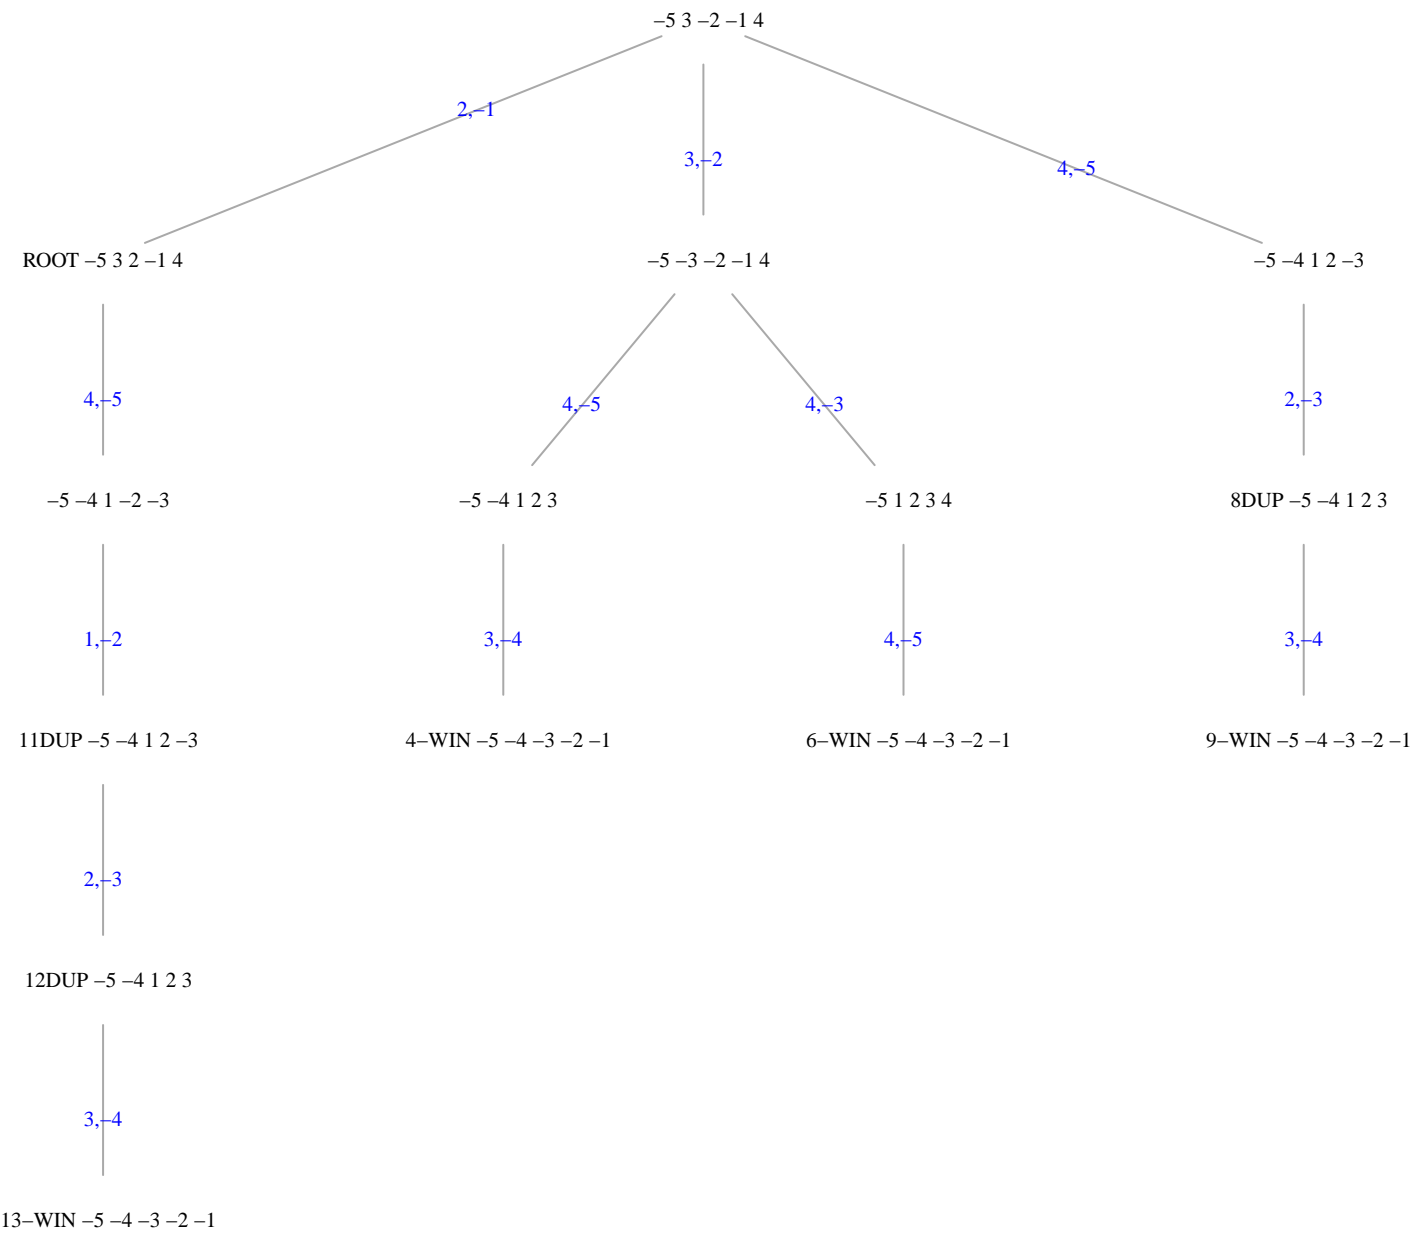 −5 3 −2 −1 4
2,−1
3,−2
4,−5
ROOT −5 3 2 −1 4
−5 −3 −2 −1 4
−5 −4 1 2 −3
4,−5
4,−5
4,−3
2,−3
−5 −4 1 −2 −3
−5 −4 1 2 3
−5 1 2 3 4
8DUP −5 −4 1 2 3
1,−2
3,−4
4,−5
3,−4
11DUP −5 −4 1 2 −3
4−WIN −5 −4 −3 −2 −1
6−WIN −5 −4 −3 −2 −1
9−WIN −5 −4 −3 −2 −1
2,−3
12DUP −5 −4 1 2 3
3,−4
13−WIN −5 −4 −3 −2 −1